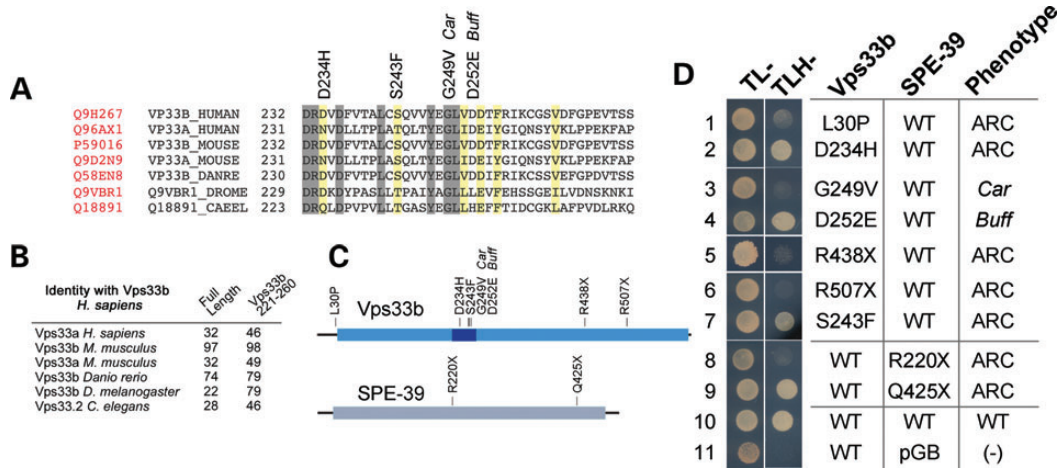 A
D234H
S243F
G249V Car
D252E Buff
Q9H267 VP33B_HUMAN 232 DRDVDFVTALCSQVVYEGLVDDTFRIKCGSVDFGPEVTSS
Q96AX1 VP33A_HUMAN 231 DRNVDLLTPLATQLTYEGLIDEIYGIQNSYVKLPPEKFAP
P59016 VP33B_MOUSE 232 DRDVDFVTALCSQVVYEGLVDDTFRIKCGSVDFGPEVTSS
Q9D2N9 VP33A_MOUSE 231 DRNVDLLTPLATQLTYEGLIDEIYGIQNSYVKLPPEKFAP
Q58EN8 VP33B_DANRE 230 DRDVDFVTPLCSQVVYEGLVDDIFRIKCGSVEFGPDVTSS
Q9VBR1 Q9VBR1_DROME 229 DRDKDYPASLLTPAIYAGLLLEVFEHSSGEILVDSNKNKI
Q18891 Q18891_CAEEL 223 DRQLDPVPVLLTGASYEGLLHEFFTIDCGKLAFPVDLRKQ
B
Identity with Vps33b
H. sapiens
Full Length
Vps33b 221-260
Vps33a H. sapiens 32 46
Vps33b M. musculus 97 98
Vps33a M. musculus 32 49
Vps33b Danio rerio 74 79
Vps33b D. melanogaster 22 79
Vps33.2 C. elegans 28 46
C
L30P
Vps33b
D234H
S243F
G249V Car
D252E Buff
R438X
R507X
SPE-39
R220X
Q425X
D
TL- TLH- Vps33b SPE-39 Phenotype
1 L30P WT ARC
2 D234H WT ARC
3 G249V WT Car
4 D252E WT Buff
5 R438X WT ARC
6 R507X WT ARC
7 S243F WT ARC
8 WT R220X ARC
9 WT Q425X ARC
10 WT WT WT
11 WT pGB (-)